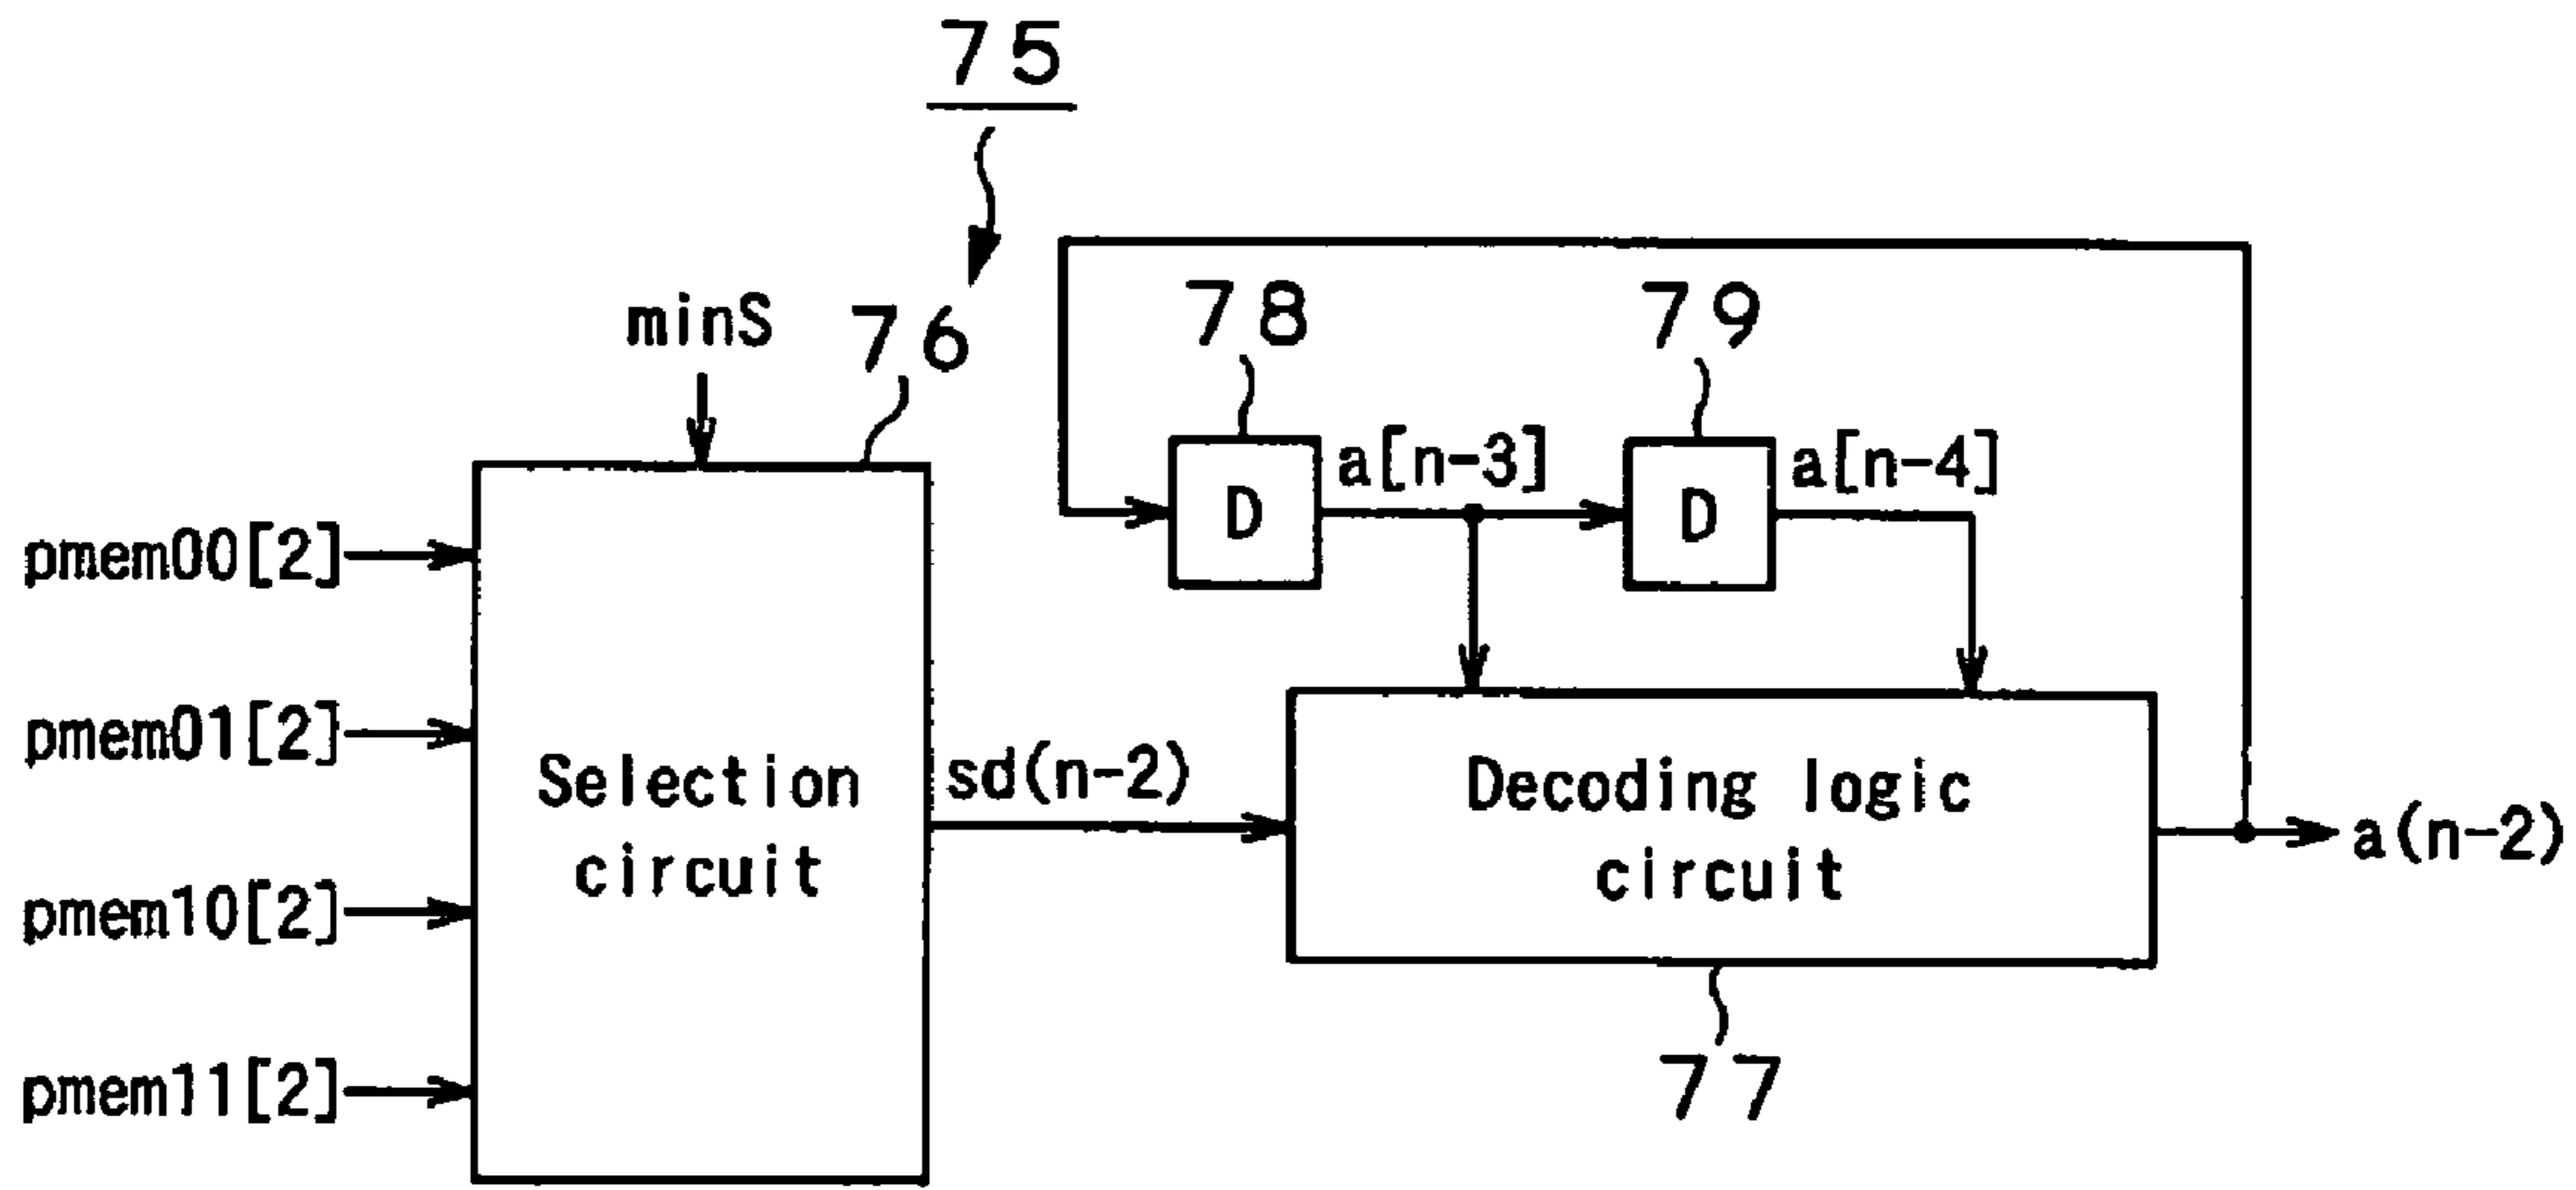 75
minS
76
78
79
a[n-3]
a[n-4]
D
D
pmem00[2]
pmem01[2]
pmem10[2]
pmem11[2]
Selection
circuit
sd(n-2)
Decoding logic
circuit
a(n-2)
77